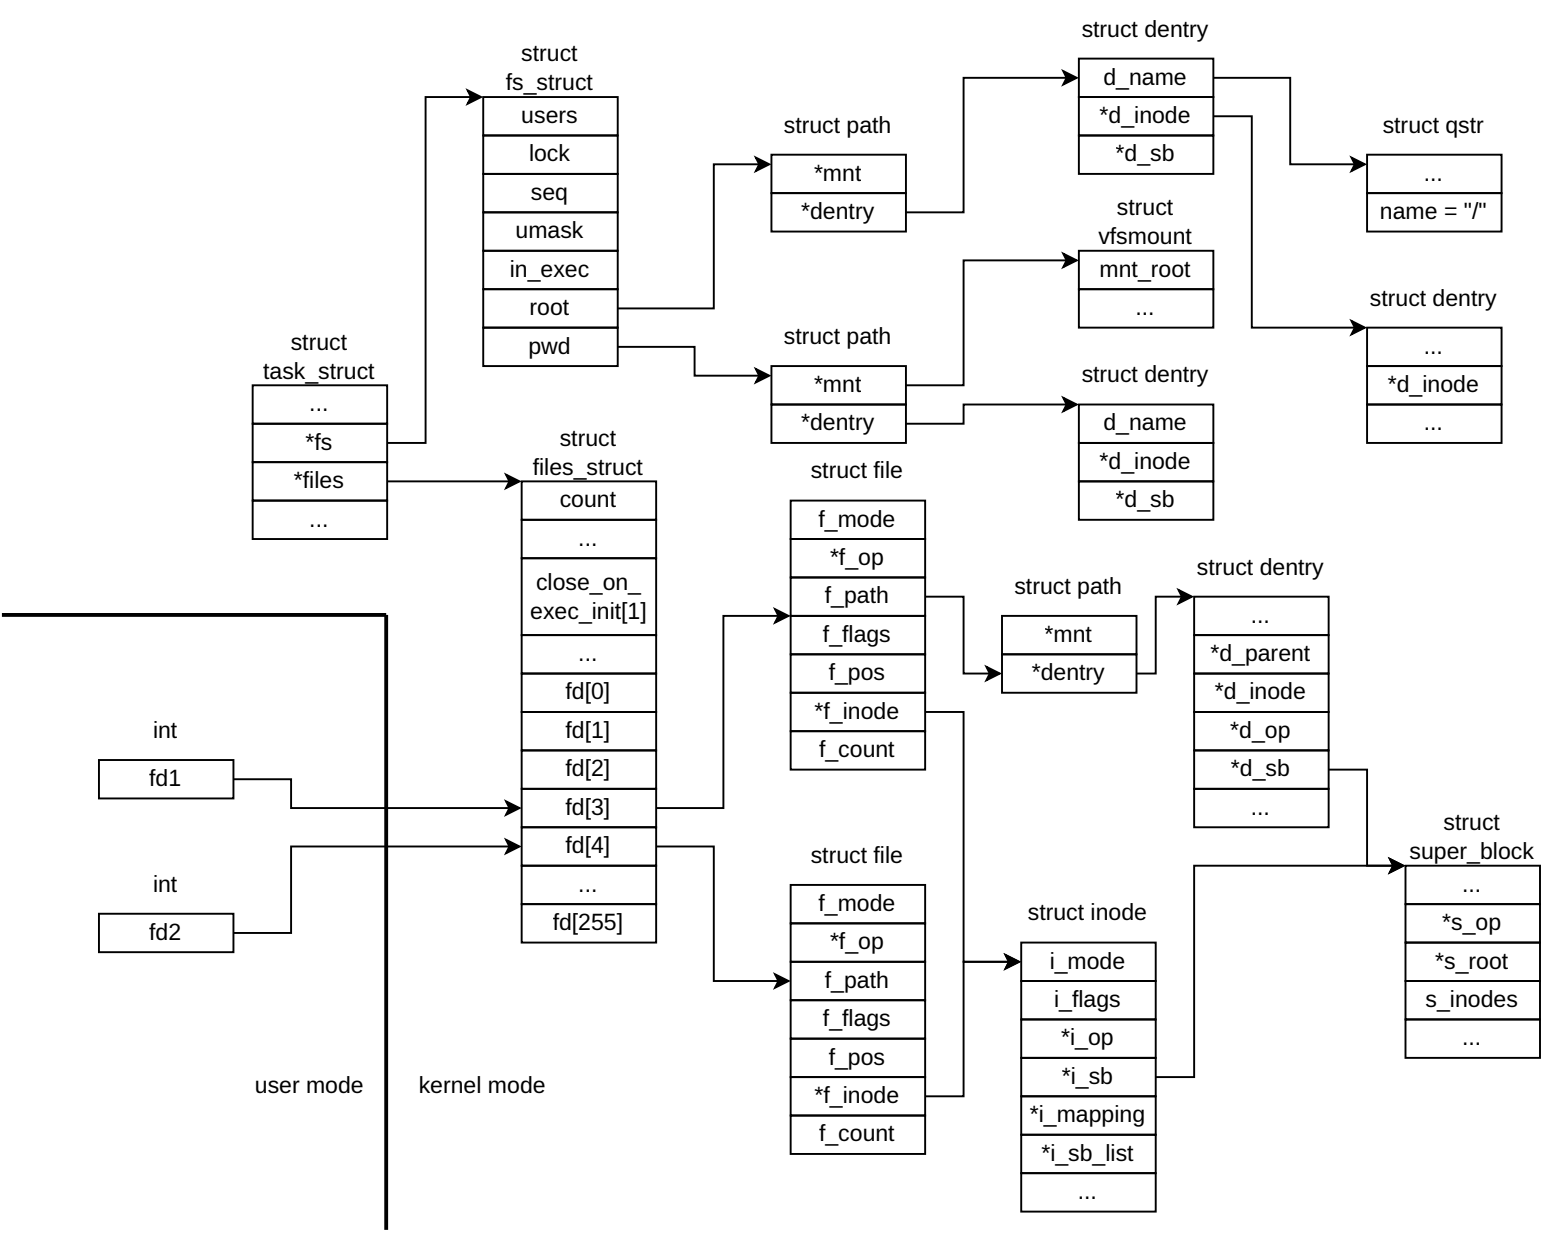 struct
fs_struct
users
lock
seq
umask
in_exec
root
pwd
struct path
*mnt
*dentry
struct dentry
d_name
*d_inode
*d_sb
struct qstr
...
name = "/"
struct
vfsmount
mnt_root
...
struct dentry
...
*d_inode
...
struct path
*mnt
*dentry
struct dentry
d_name
*d_inode
*d_sb
struct
task_struct
...
*fs
*files
...
struct
files_struct
count
...
close_on_
exec_init[1]
...
fd[0]
fd[1]
fd[2]
fd[3]
fd[4]
...
fd[255]
struct file
f_mode
*f_op
f_path
f_flags
f_pos
*f_inode
f_count
struct path
*mnt
*dentry
struct dentry
...
*d_parent
*d_inode
*d_op
*d_sb
...
int
fd1
int
fd2
user mode
kernel mode
struct file
f_mode
*f_op
f_path
f_flags
f_pos
*f_inode
f_count
struct inode
i_mode
i_flags
*i_op
*i_sb
*i_mapping
*i_sb_list
...
struct
super_block
...
*s_op
*s_root
s_inodes
...